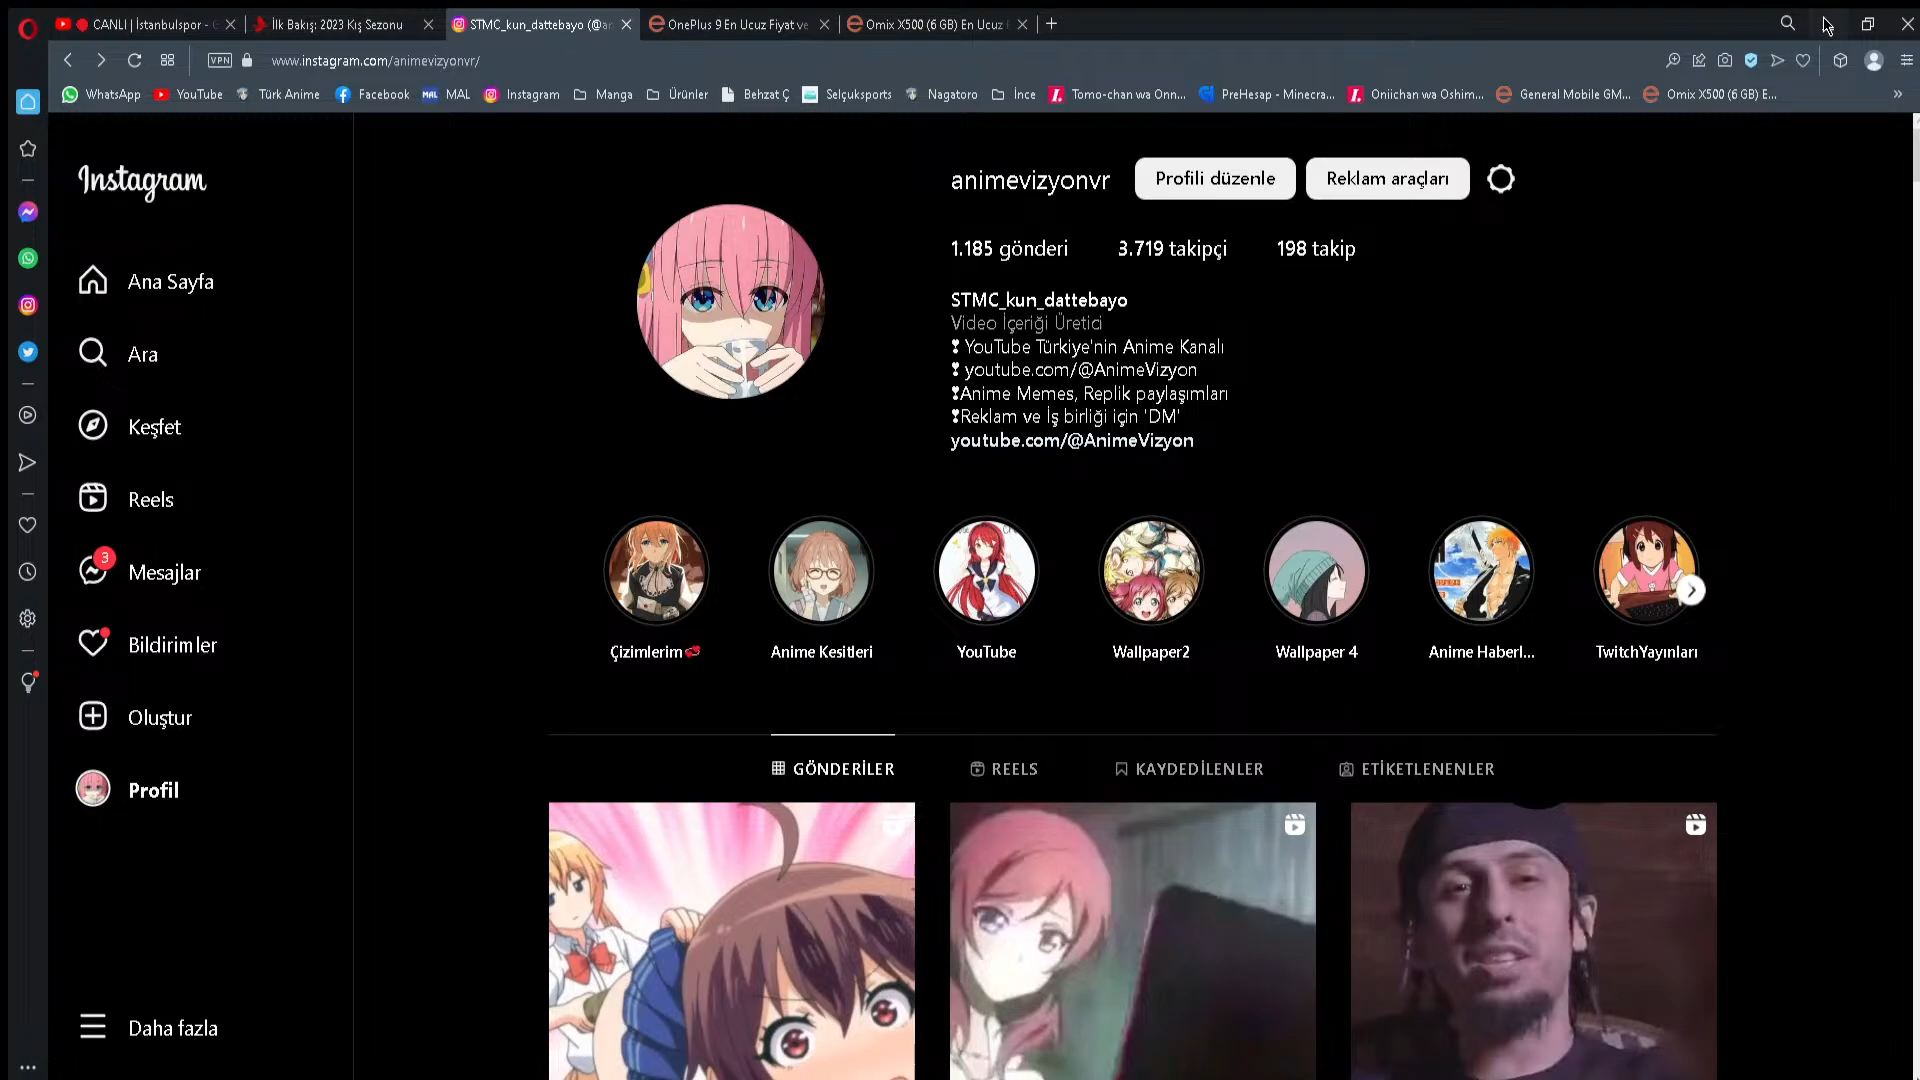 CANLI | İstanbulspor - G
İlk Bakış: 2023 Kış Sezonu
STMC_kun_dattebayo (@an
OnePlus 9 En Ucuz Fiyat ve
Omix X500 (6 GB) En Ucuz F
VPN
www.instagram.com/animevizyonvr/
WhatsApp
YouTube
Türk Anime
Facebook
MAL MAL
Instagram
Manga
Ürünler
Behzat Ç
Selçuksports
Nagatoro
İnce
Tomo-chan wa Onn...
PreHesap - Minecra...
Oniichan wa Oshim...
General Mobile GM...
Omix X500 (6 GB) E...
Instagram
Ana Sayfa
Ara
Keşfet
Reels
3
Mesajlar
Bildirimler
Oluştur
Profil
Daha fazla
animevizyonvr
Profili düzenle
Reklam araçları
1.185 gönderi 3.719 takipçi 198 takip
STMC_kun_dattebayo
Video İçeriği Üretici
❣ YouTube Türkiye'nin Anime Kanalı
❣ youtube.com/@AnimeVizyon
❣Anime Memes, Replik paylaşımları
❣Reklam ve İş birliği için 'DM'
youtube.com/@AnimeVizyon
Çizimlerim💞
Anime Kesitleri
YouTube
Wallpaper2
Wallpaper 4
Anime Haberl...
TwitchYayınları
GÖNDERİLER
REELS
KAYDEDİLENLER
ETİKETLENENLER